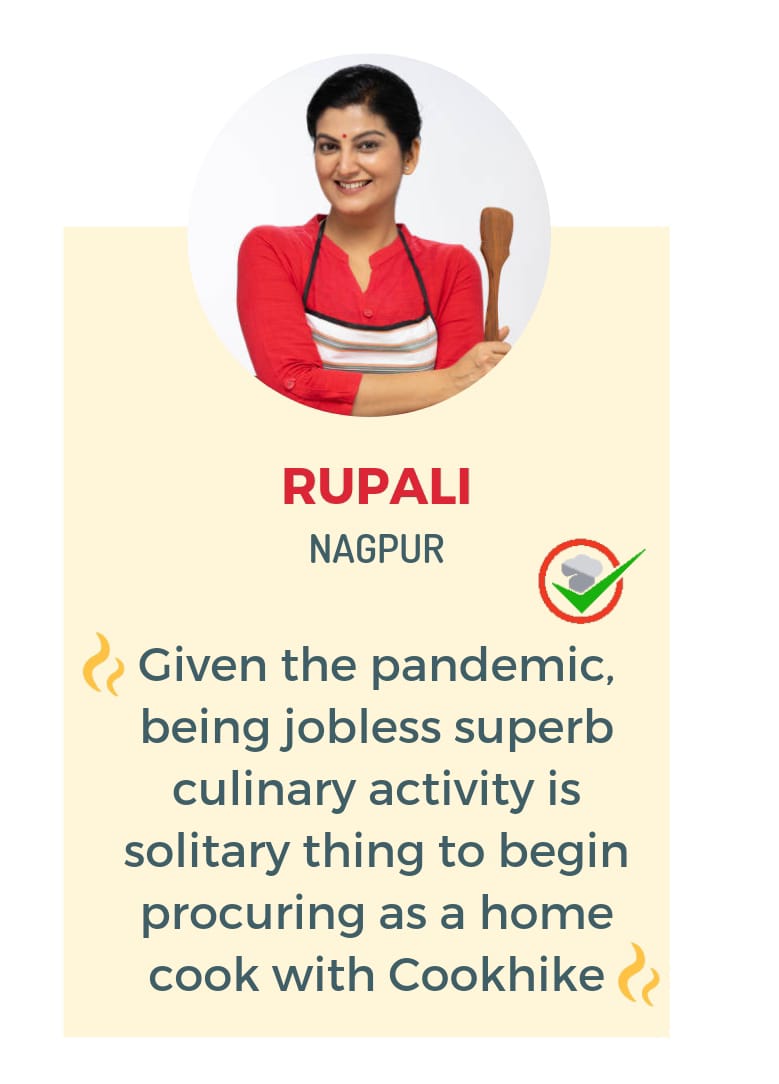 RUPALI
NAGPUR
Given the pandemic,
being jobless superb
culinary activity is
solitary thing to begin
procuring as a home
cook with Cookhike